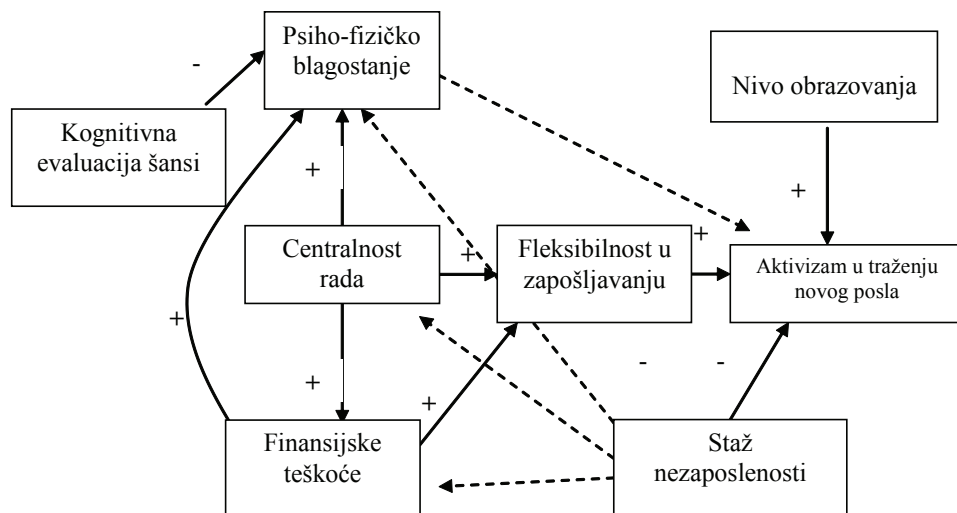 Psiho-fizičko
blagostanje
-
Nivo obrazovanja
Kognitivna
evaluacija šansi
+
+
Centralnost
rada
+
Fleksibilnost u
zapošljavanju
+
Aktivizam u traženju
novog posla
+
-
-
+
+
Finansijske
teškoće
Staž
nezaposlenosti